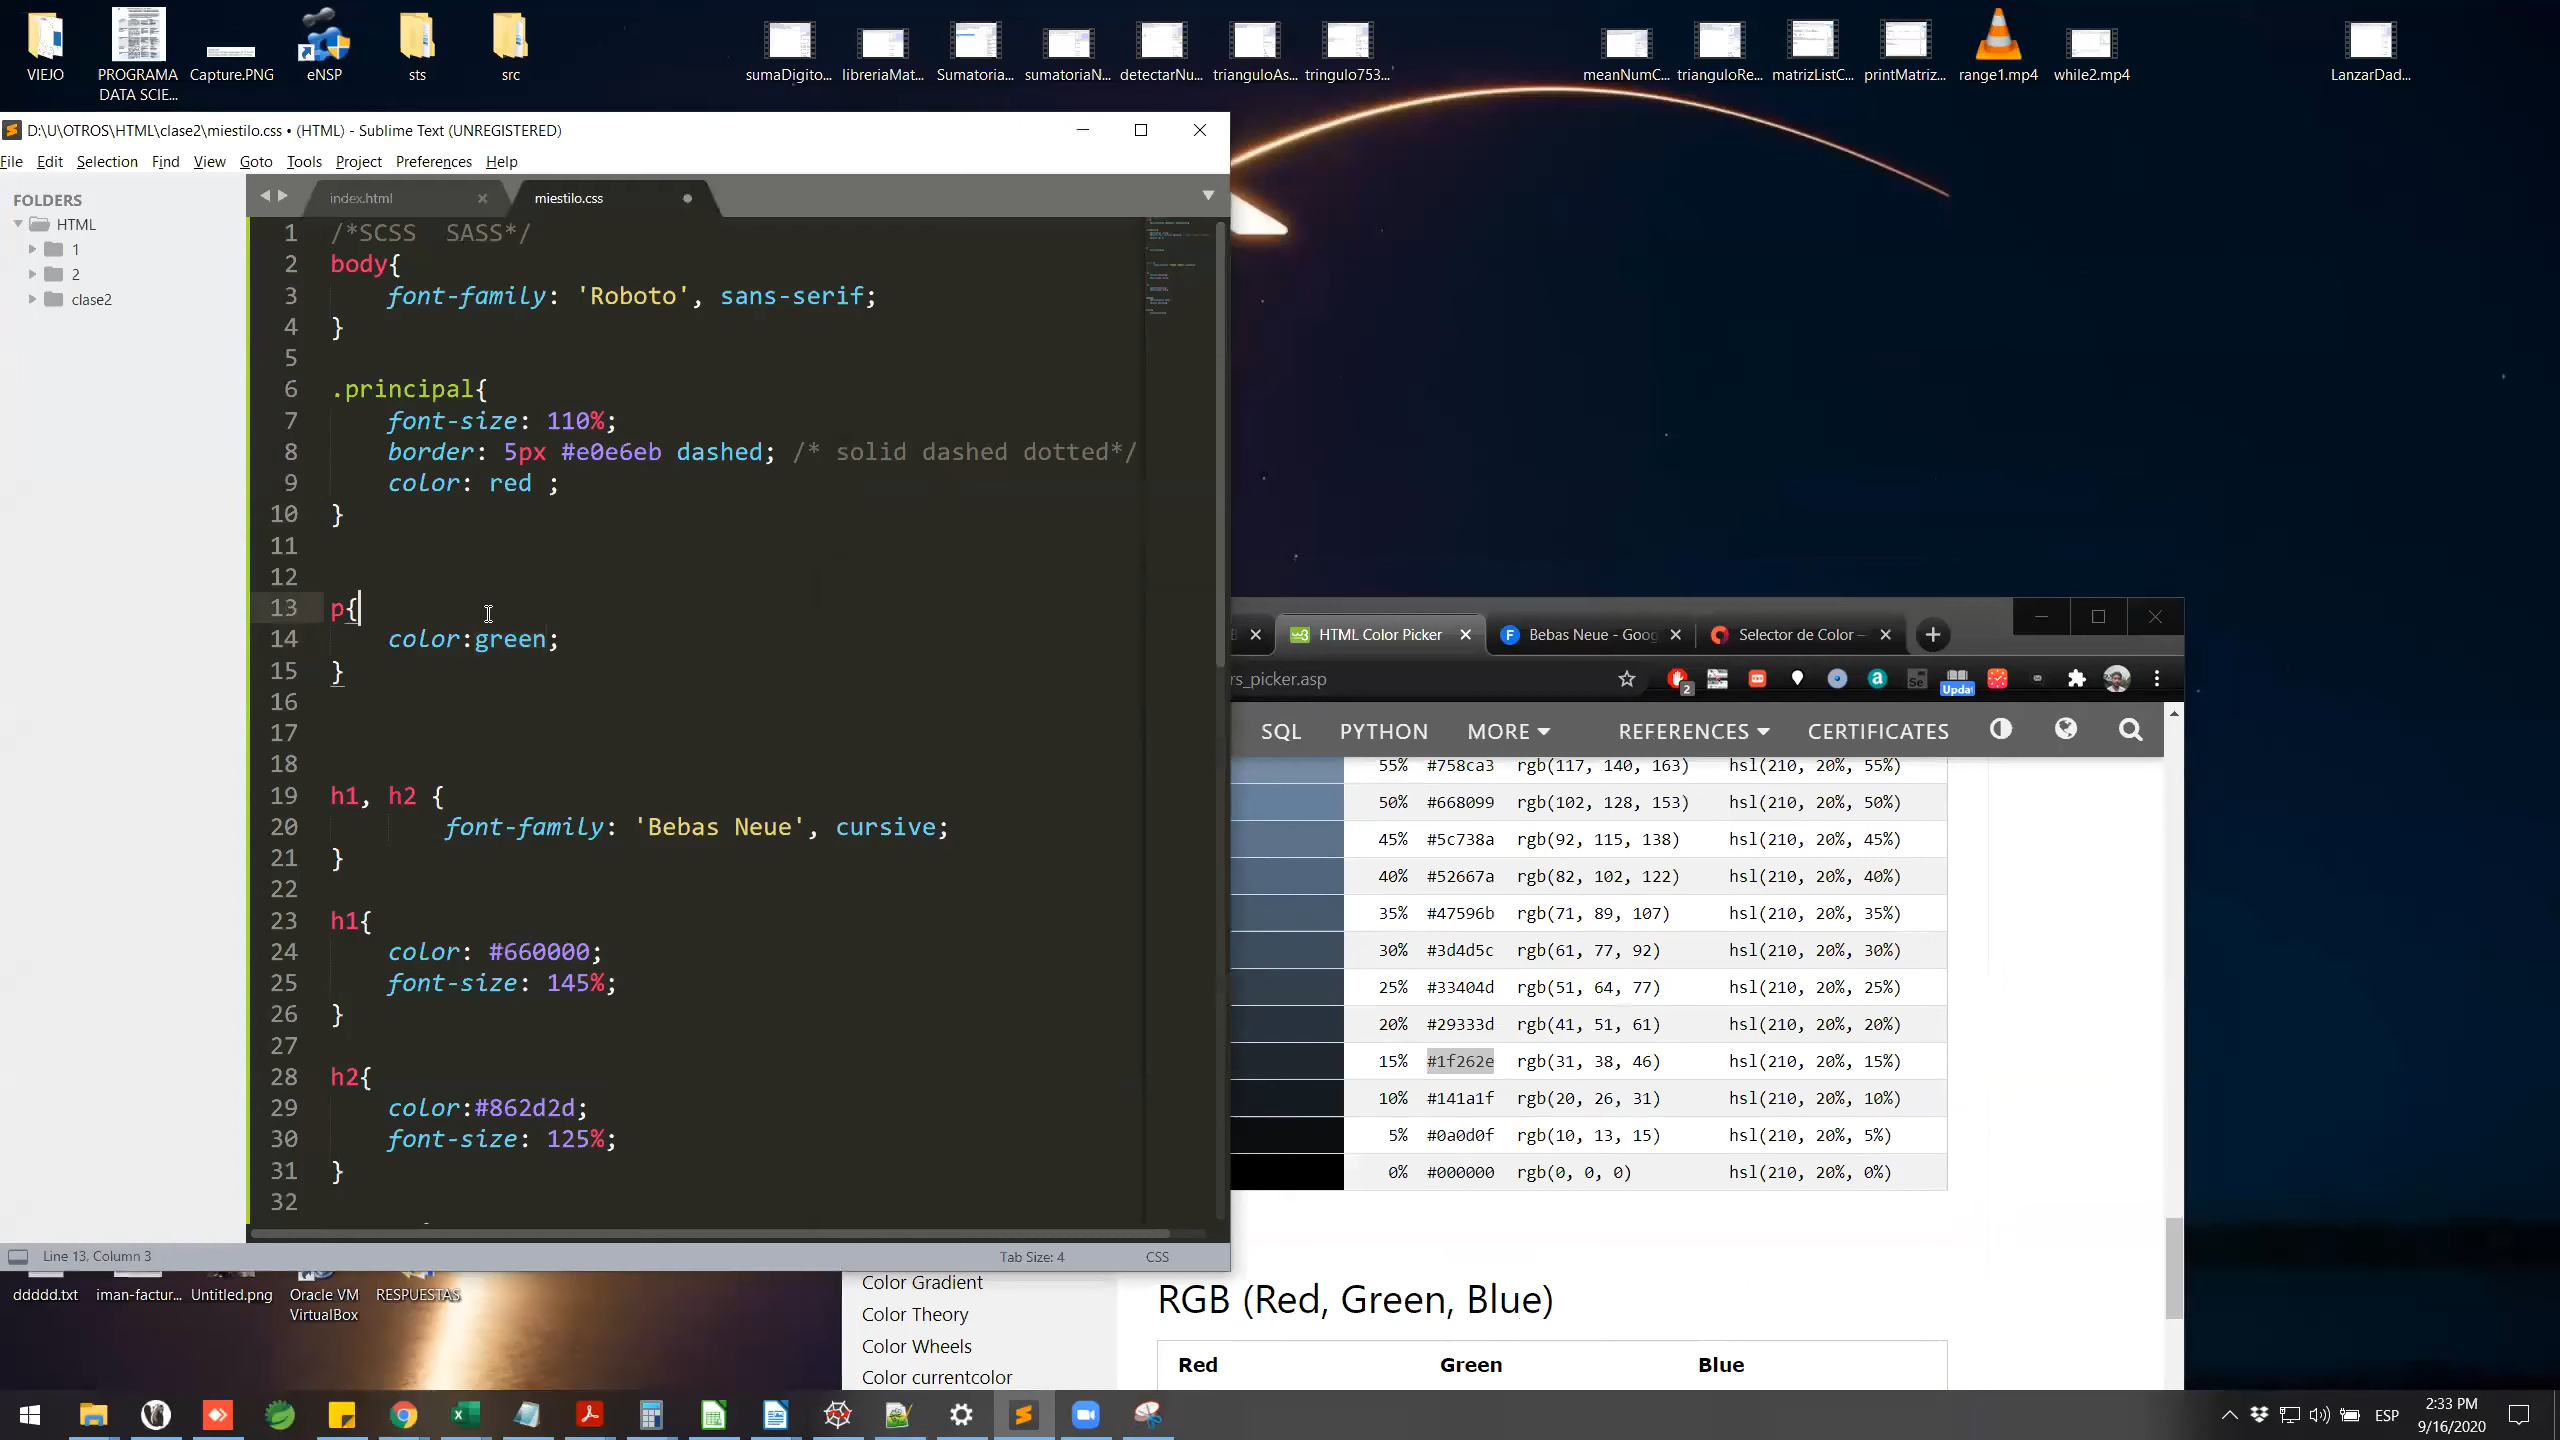 VIEJO
PROGRAMA
DATA SCIE...
Capture.PNG
eNSP
sts
src
sumaDigito...
libreriaMat...
Sumatoria...
sumatoriaN...
detectarNu...
trianguloAs...
tringulo753...
meanNumC...
trianguloRe...
matrizListC...
printMatriz...
range1.mp4
while2.mp4
LanzarDad...
D:\U\OTROS\HTML\clase2\miestilo.css • (HTML) - Sublime Text (UNREGISTERED)
File Edit Selection Find View Goto Tools Project Preferences Help
FOLDERS
HTML
1
2
clase2
index.html
miestilo.css
1 /*SCSS  SASS*/
2 body{
3     font-family: 'Roboto', sans-serif;
4 }
5
6 .principal{
7     font-size: 110%;
8     border: 5px #e0e6eb dashed; /* solid dashed dotted*/
9     color: red ;
10 }
11
12
13 p{
14     color:green;
15 }
16
17
18
19 h1, h2 {
20         font-family: 'Bebas Neue', cursive;
21 }
22
23 h1{
24     color: #660000;
25     font-size: 145%;
26 }
27
28 h2{
29     color:#862d2d;
30     font-size: 125%;
31 }
32
Line 13, Column 3
Tab Size: 4
CSS
HTML Color Picker
Bebas Neue - Goog
Selector de Color –
rs_picker.asp
2
Se
Updat
SQL PYTHON MORE REFERENCES CERTIFICATES
55% #758ca3 rgb(117, 140, 163) hsl(210, 20%, 55%)
50% #668099 rgb(102, 128, 153) hsl(210, 20%, 50%)
45% #5c738a rgb(92, 115, 138) hsl(210, 20%, 45%)
40% #52667a rgb(82, 102, 122) hsl(210, 20%, 40%)
35% #47596b rgb(71, 89, 107) hsl(210, 20%, 35%)
30% #3d4d5c rgb(61, 77, 92) hsl(210, 20%, 30%)
25% #33404d rgb(51, 64, 77) hsl(210, 20%, 25%)
20% #29333d rgb(41, 51, 61) hsl(210, 20%, 20%)
15% #1f262e rgb(31, 38, 46) hsl(210, 20%, 15%)
10% #141a1f rgb(20, 26, 31) hsl(210, 20%, 10%)
5% #0a0d0f rgb(10, 13, 15) hsl(210, 20%, 5%)
0% #000000 rgb(0, 0, 0) hsl(210, 20%, 0%)
RGB (Red, Green, Blue)
Red Green Blue
Color Gradient
Color Theory
Color Wheels
Color currentcolor
ddddd.txt
iman-factur...
Untitled.png
Oracle VM
VirtualBox
RESPUESTAS
ESP
2:33 PM
9/16/2020